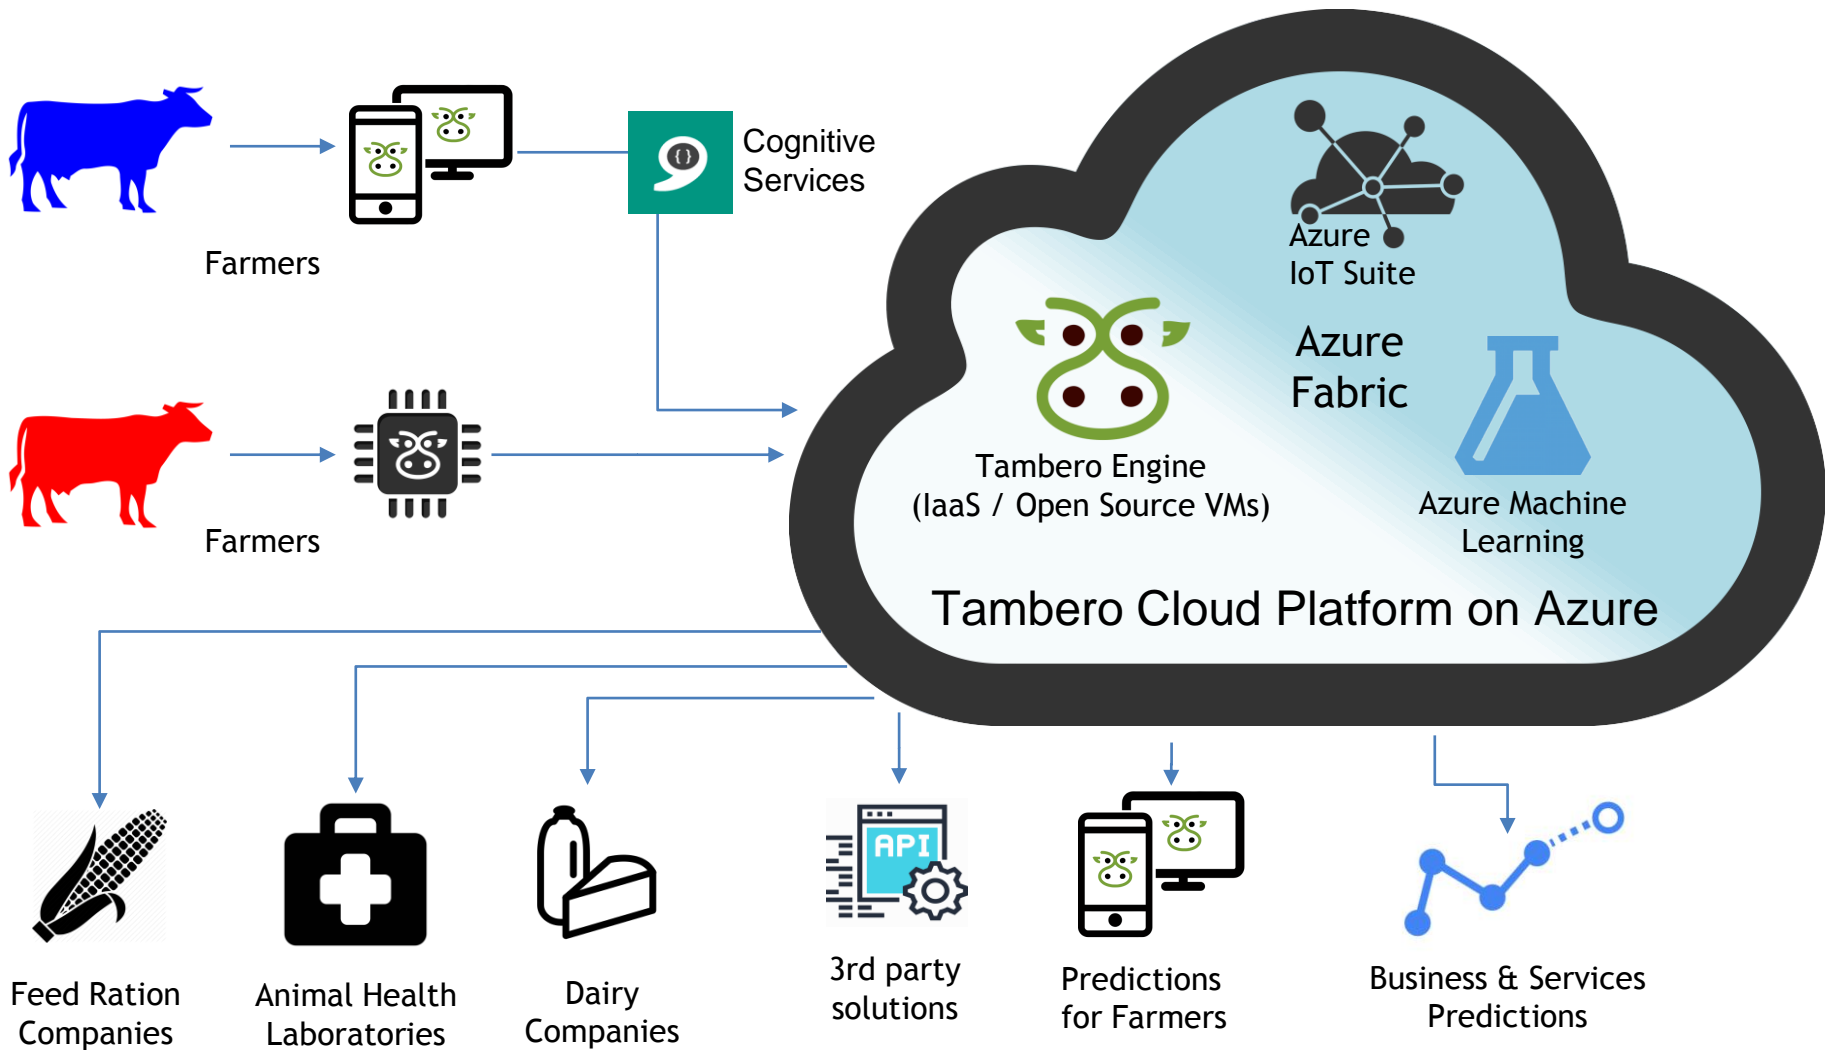 Cognitive
Services
Farmers
Farmers
Azure
IoT Suite
Azure
Fabric
Tambero Engine
(IaaS / Open Source VMs)
Azure Machine
Learning
Tambero Cloud Platform on Azure
API
Feed Ration
Companies
Animal Health
Laboratories
Dairy
Companies
3rd party
solutions
Predictions
for Farmers
Business & Services
Predictions